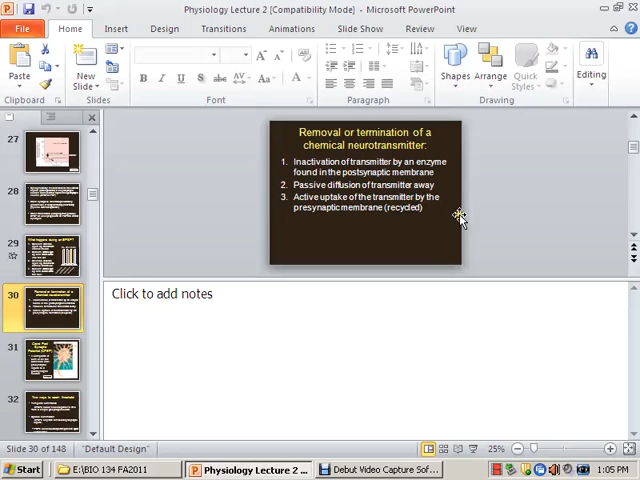 Physiology Lecture 2 [Compatibility Mode] - Microsoft PowerPoint
File Home Insert Design Transitions Animations Slide Show Review View
Paste New Slide Shapes Arrange Quick Styles Editing
Clipboard Slides Font Paragraph Drawing
27
28
29
30
31
32
Removal or termination of a
chemical neurotransmitter:
1. Inactivation of transmitter by an enzyme
found in the postsynaptic membrane
2. Passive diffusion of transmitter away
3. Active uptake of the transmitter by the
presynaptic membrane (recycled)
Click to add notes
Slide 30 of 148 "Default Design" 25%
Start E:\BIO 134 FA2011 Physiology Lecture 2 ... Debut Video Capture Sof... 1:05 PM